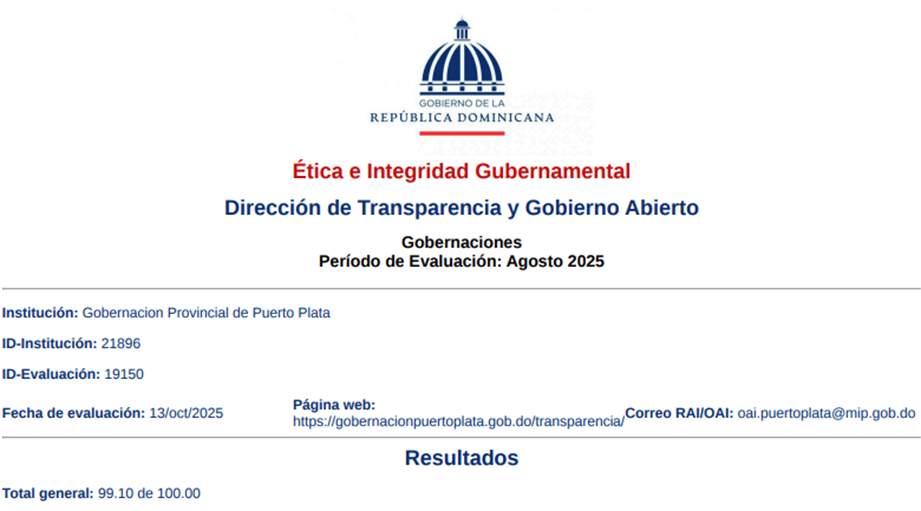 GOBIERNO DE LA
REPÚBLICA DOMINICANA
Ética e Integridad Gubernamental
Dirección de Transparencia y Gobierno Abierto
Gobernaciones
Período de Evaluación: Agosto 2025
Institución: Gobernacion Provincial de Puerto Plata
ID-Institución: 21896
ID-Evaluación: 19150
Fecha de evaluación: 13/oct/2025
Página web:
https://gobernacionpuertoplata.gob.do/transparencia/
Correo RAI/OAI: oai.puertoplata@mip.gob.do
Resultados
Total general: 99.10 de 100.00